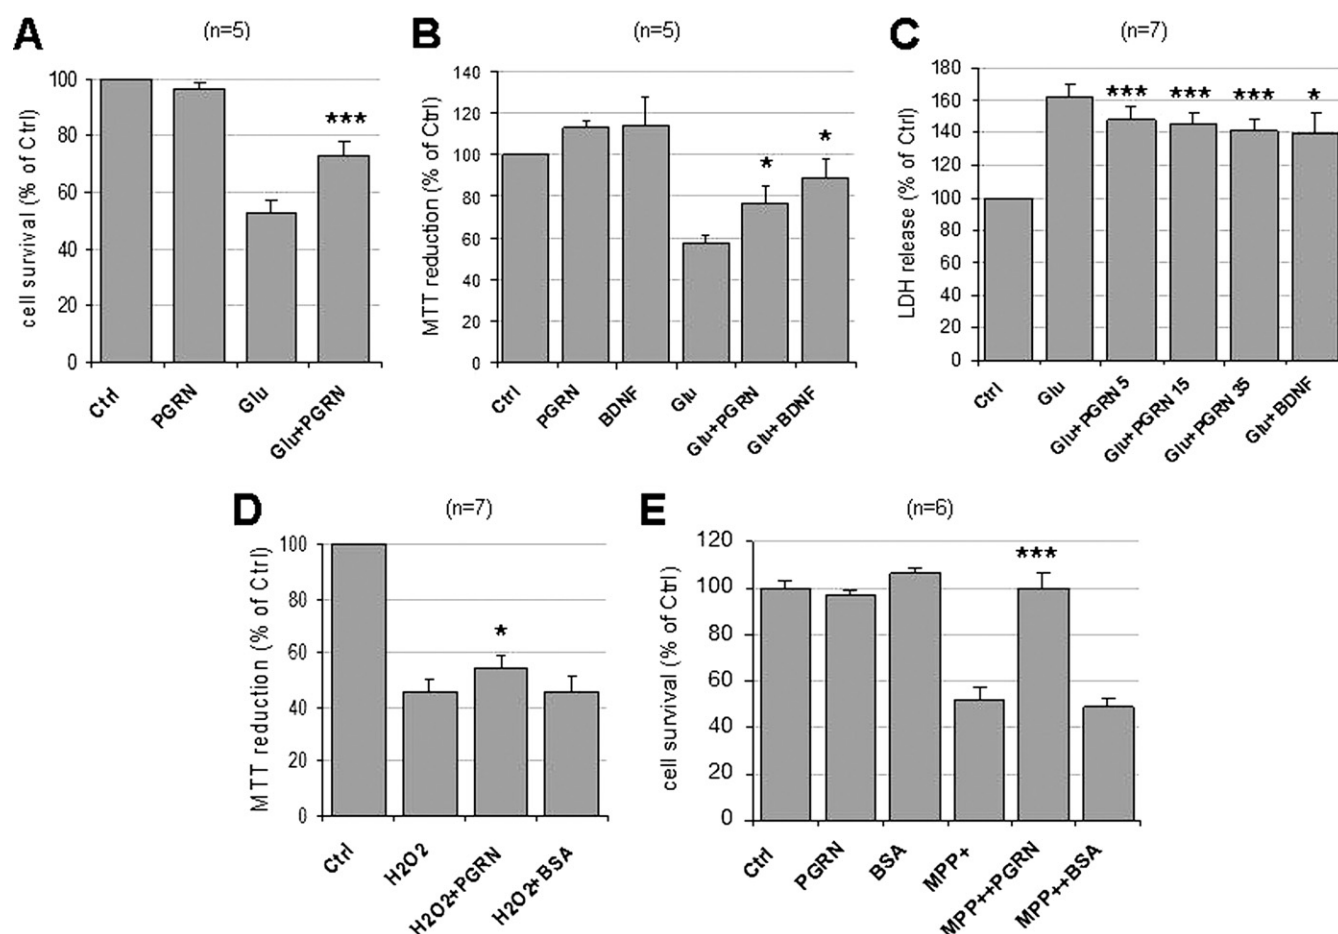 A
(n=5)
cell survival (% of Ctrl)
100
80
60
40
20
0
***
Ctrl
PGRN
Glu
Glu+PGRN
B
(n=5)
MTT reduction (% of Ctrl)
140
120
100
80
60
40
20
0
*
*
Ctrl
PGRN
BDNF
Glu
Glu+PGRN
Glu+BDNF
C
(n=7)
LDH release (% of Ctrl)
180
160
140
120
100
80
60
40
20
0
***
***
***
*
Ctrl
Glu
Glu+PGRN 5
Glu+PGRN 15
Glu+PGRN 35
Glu+BDNF
D
(n=7)
MTT reduction (% of Ctrl)
100
80
60
40
20
0
*
Ctrl
H2O2
H2O2+PGRN
H2O2+BSA
E
(n=6)
cell survival (% of Ctrl)
120
100
80
60
40
20
0
***
Ctrl
PGRN
BSA
MPP+
MPP++PGRN
MPP++BSA